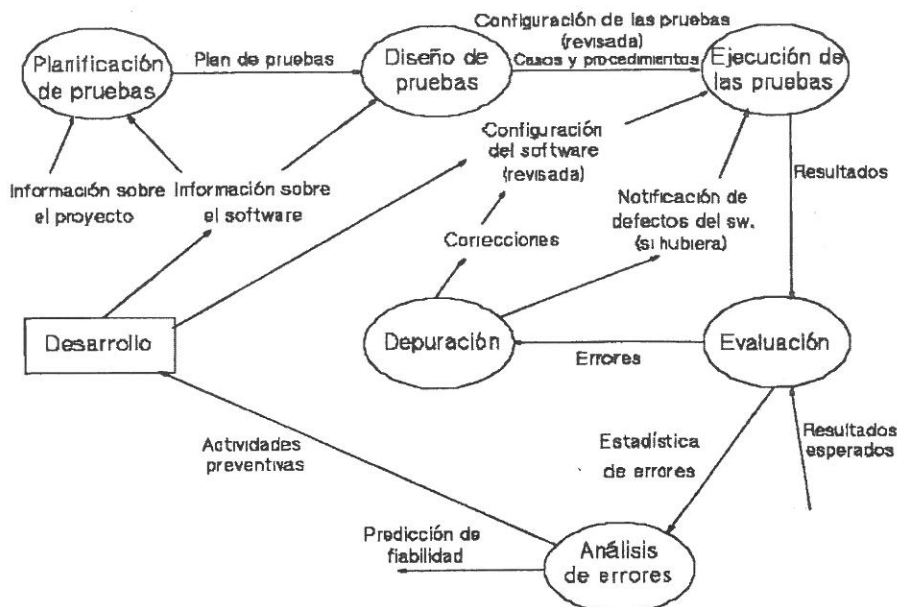 Planificación
de pruebas
Plan de pruebas
Diseño de
pruebas
Configuración de las pruebas
(revisada)
Casos y procedimientos
Ejecución de
las pruebas
Información sobre
el proyecto
Información sobre
el software
Configuración
del software
(revisada)
Correcciones
Notificación de
defectos del sw.
(si hubiera)
Resultados
Desarrollo
Depuración
Errores
Evaluación
Actividades
preventivas
Estadística
de errores
Resultados
esperados
Predicción de
fiabilidad
Análisis
de errores